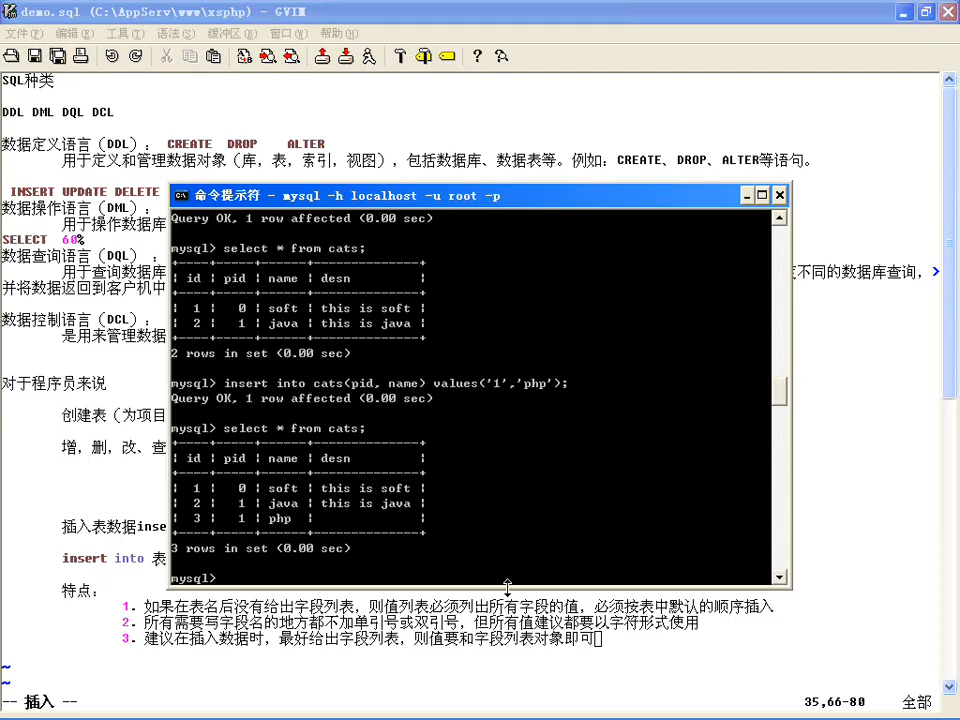 demo.sql (C:\AppServ\www\xsphp) - GVIM
文件(F) 编辑(E) 工具(T) 语法(S) 缓冲区(B) 窗口(W) 帮助(H)
SQL种类
DDL DML DQL DCL
数据定义语言（DDL）： CREATE DROP ALTER
用于定义和管理数据对象（库，表，索引，视图），包括数据库、数据表等。例如：CREATE、DROP、ALTER等语句。
INSERT UPDATE DELETE
数据操作语言（DML）：
用于操作数据库
SELECT 60%
数据查询语言（DQL） ：
用于查询数据库
不同的数据库查询，
并将数据返回到客户机中
数据控制语言（DCL）：
是用来管理数据
对于程序员来说
创建表（为项目
增，删，改、查
插入表数据inse
insert into 表
特点：
1. 如果在表名后没有给出字段列表，则值列表必须列出所有字段的值，必须按表中默认的顺序插入
2. 所有需要写字段名的地方都不加单引号或双引号，但所有值建议都要以字符形式使用
3. 建议在插入数据时，最好给出字段列表，则值要和字段列表对象即可
~
~
-- 插入 -- 35,66-80 全部
命令提示符 - mysql -h localhost -u root -p
Query OK, 1 row affected (0.00 sec)
mysql> select * from cats;
+----+-----+------+--------------+
| id | pid | name | desn |
+----+-----+------+--------------+
| 1 | 0 | soft | this is soft |
| 2 | 1 | java | this is java |
+----+-----+------+--------------+
2 rows in set (0.00 sec)
mysql> insert into cats(pid, name) values('1','php');
Query OK, 1 row affected (0.00 sec)
mysql> select * from cats;
+----+-----+------+--------------+
| id | pid | name | desn |
+----+-----+------+--------------+
| 1 | 0 | soft | this is soft |
| 2 | 1 | java | this is java |
| 3 | 1 | php | |
+----+-----+------+--------------+
3 rows in set (0.00 sec)
mysql>